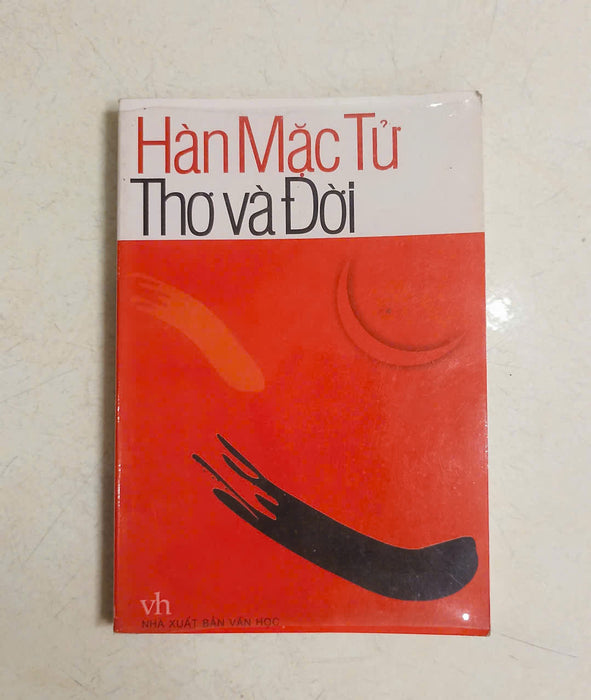 Hàn Mặc Tử
Thơ và Đời
vh
NHÀ XUẤT BẢN VĂN HỌC